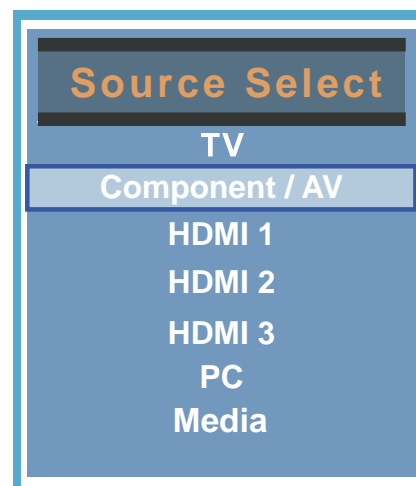 Source Select
TV
Component / AV
HDMI 1
HDMI 2
HDMI 3
PC
Media